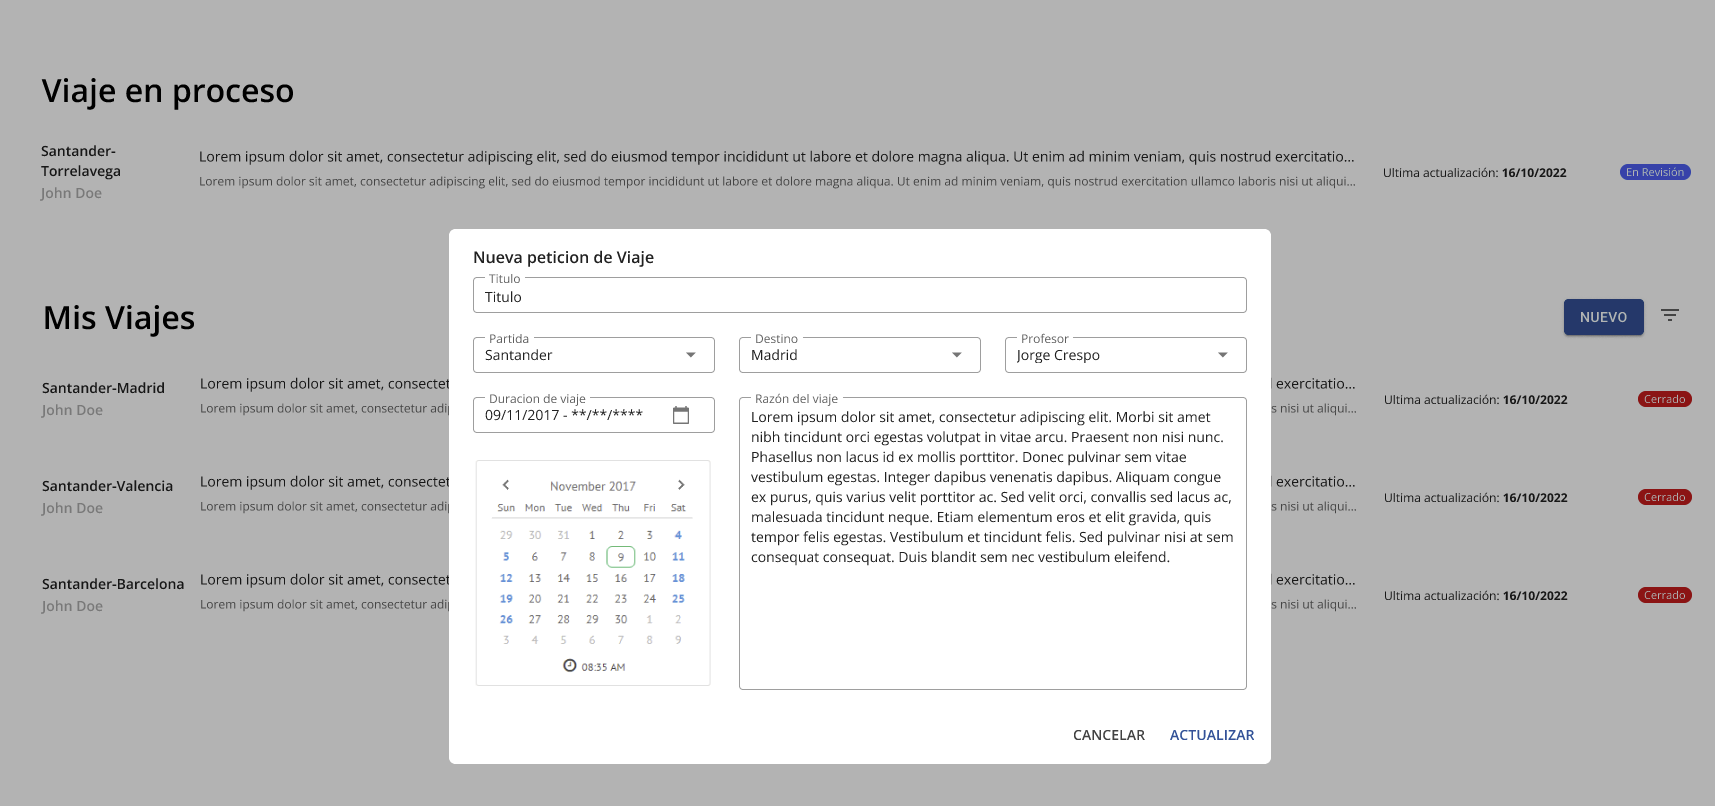 Viaje en proceso
Santander-
Torrelavega
John Doe
Lorem ipsum dolor sit amet, consectetur adipiscing elit, sed do eiusmod tempor incididunt ut labore et dolore magna aliqua. Ut enim ad minim veniam, quis nostrud exercitatio...
Lorem ipsum dolor sit amet, consectetur adipiscing elit, sed do eiusmod tempor incididunt ut labore et dolore magna aliqua. Ut enim ad minim veniam, quis nostrud exercitation ullamco laboris nisi ut aliqui...
Ultima actualización: 16/10/2022
En Revisión
Mis Viajes
NUEVO
Santander-Madrid
John Doe
Lorem ipsum dolor sit amet, consectet
Lorem ipsum dolor sit amet, consectetur adi
exercitatio...
nisi ut aliqui...
Ultima actualización: 16/10/2022
Cerrado
Santander-Valencia
John Doe
Lorem ipsum dolor sit amet, consectet
Lorem ipsum dolor sit amet, consectetur adi
exercitatio...
nisi ut aliqui...
Ultima actualización: 16/10/2022
Cerrado
Santander-Barcelona
John Doe
Lorem ipsum dolor sit amet, consectet
Lorem ipsum dolor sit amet, consectetur adi
exercitatio...
nisi ut aliqui...
Ultima actualización: 16/10/2022
Cerrado
Nueva peticion de Viaje
Titulo
Titulo
Partida
Santander
Destino
Madrid
Profesor
Jorge Crespo
Duracion de viaje
09/11/2017 - **/**/****
November 2017
Sun Mon Tue Wed Thu Fri Sat
29 30 31 1 2 3 4
5 6 7 8 9 10 11
12 13 14 15 16 17 18
19 20 21 22 23 24 25
26 27 28 29 30 1 2
3 4 5 6 7 8 9
08:35 AM
Razón del viaje
Lorem ipsum dolor sit amet, consectetur adipiscing elit. Morbi sit amet
nibh tincidunt orci egestas volutpat in vitae arcu. Praesent non nisi nunc.
Phasellus non lacus id ex mollis porttitor. Donec pulvinar sem vitae
vestibulum egestas. Integer dapibus venenatis dapibus. Aliquam congue
ex purus, quis varius velit porttitor ac. Sed velit orci, convallis sed lacus ac,
malesuada tincidunt neque. Etiam elementum eros et elit gravida, quis
tempor felis egestas. Vestibulum et tincidunt felis. Sed pulvinar nisi at sem
consequat consequat. Duis blandit sem nec vestibulum eleifend.
CANCELAR
ACTUALIZAR